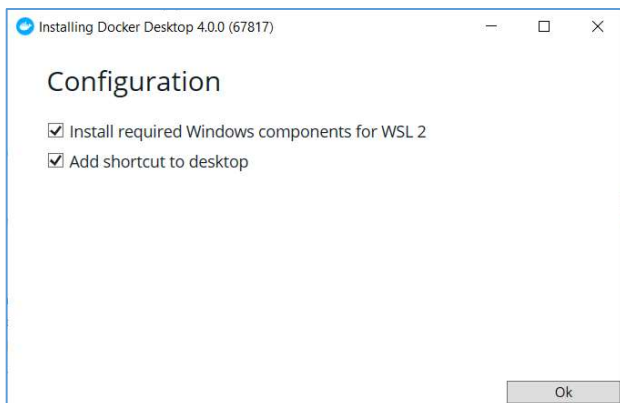 Installing Docker Desktop 4.0.0 (67817)
Configuration
Install required Windows components for WSL 2
Add shortcut to desktop
Ok